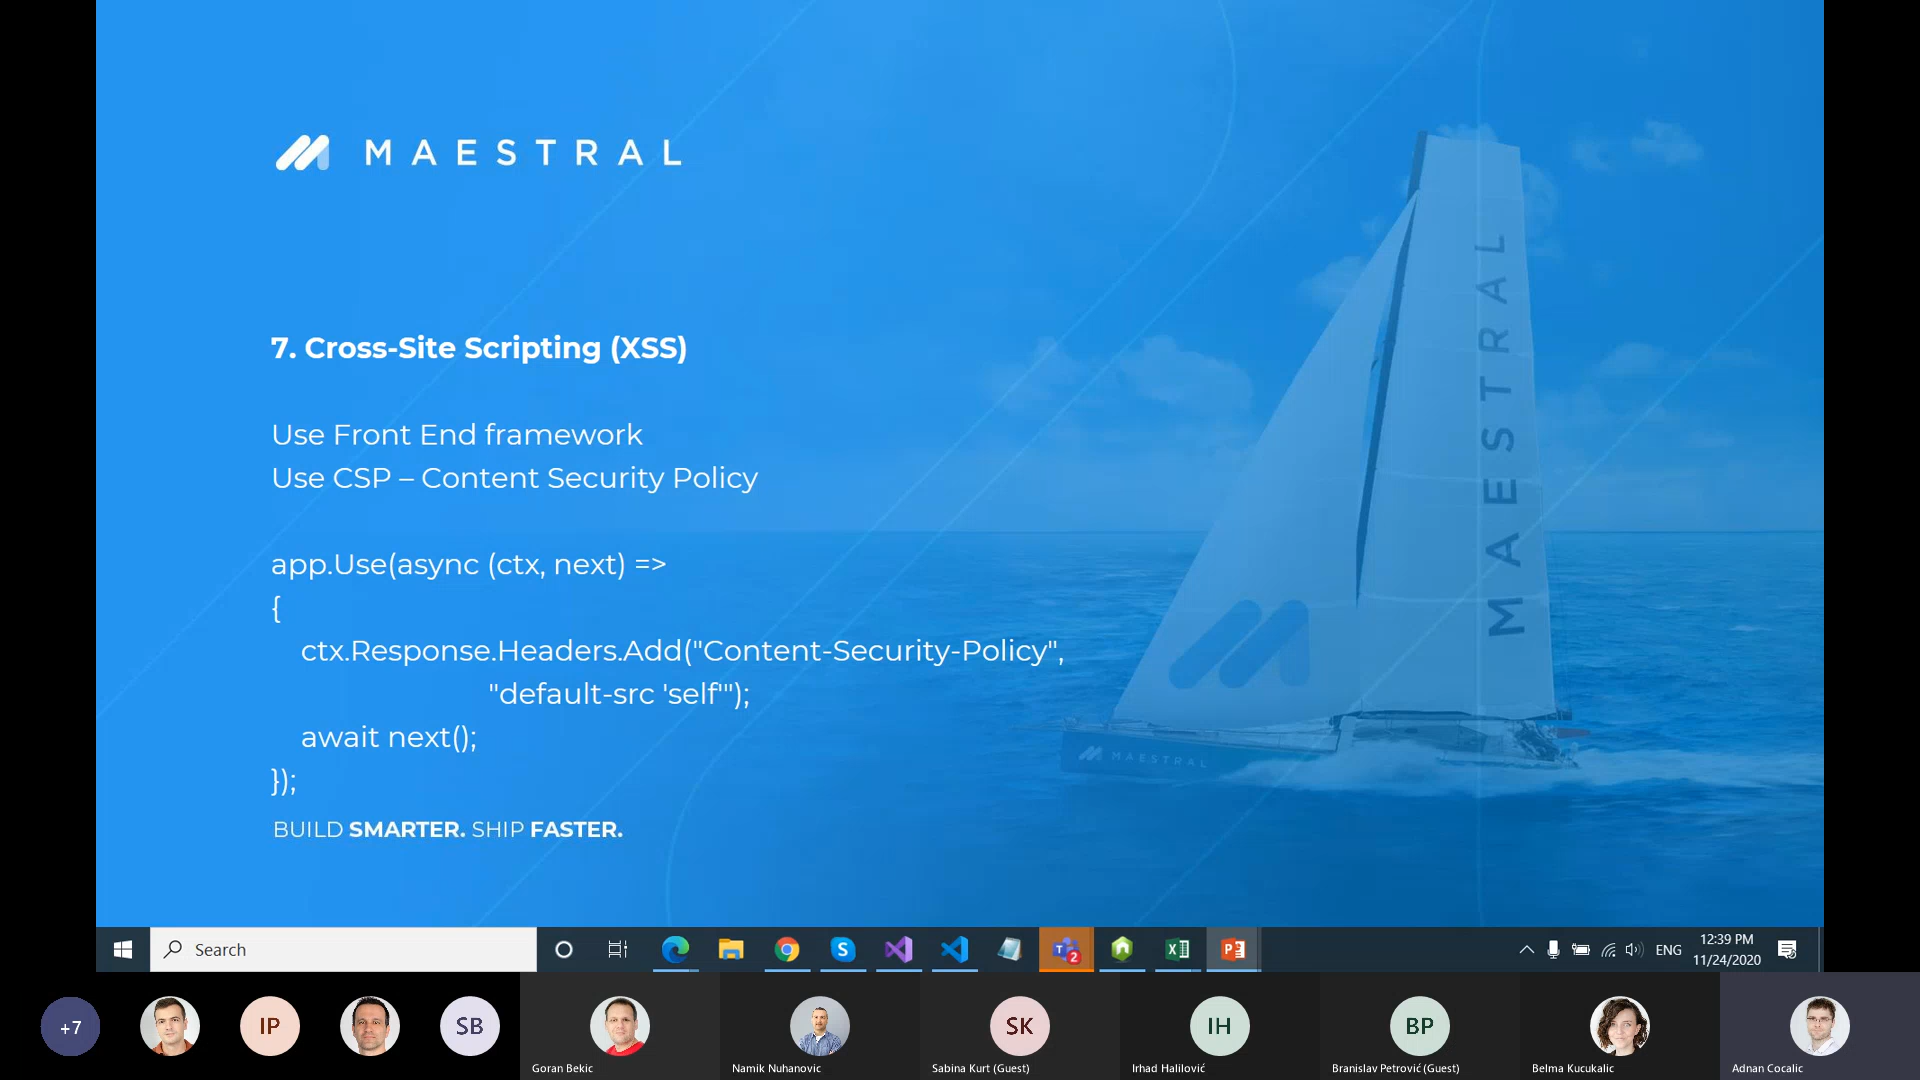 MAESTRAL
MAESTRAL
7. Cross-Site Scripting (XSS)
Use Front End framework
Use CSP – Content Security Policy
app.Use(async (ctx, next) =>
{
ctx.Response.Headers.Add("Content-Security-Policy",
"default-src 'self'");
await next();
});
MAESTRAL
BUILD SMARTER. SHIP FASTER.
Search
2
ENG
12:39 PM
11/24/2020
+7
IP
SB
SK
IH
BP
Goran Bekic
Namik Nuhanovic
Sabina Kurt (Guest)
Irhad Halilović
Branislav Petrović (Guest)
Belma Kucukalic
Adnan Cocalic